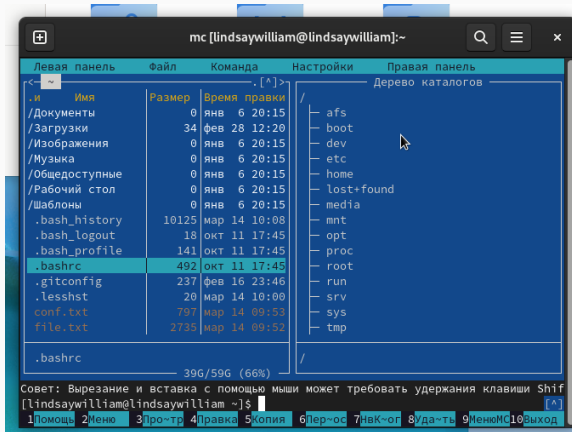 mc [lindsaywilliam@lindsaywilliam]:~
Левая панель Файл Команда Настройки Правая панель
<— ~ .[^]>
.и Имя Размер Время правки
/Документы 0 янв 6 20:15
/Загрузки 34 фев 28 12:20
/Изображения 0 янв 6 20:15
/Музыка 0 янв 6 20:15
/Общедоступные 0 янв 6 20:15
/Рабочий стол 0 янв 6 20:15
/Шаблоны 0 янв 6 20:15
.bash_history 10125 мар 14 10:08
.bash_logout 18 окт 11 17:45
.bash_profile 141 окт 11 17:45
.bashrc 492 окт 11 17:45
.gitconfig 237 фев 16 23:46
.lesshst 20 мар 14 10:00
conf.txt 797 мар 14 09:53
file.txt 2735 мар 14 09:52
.bashrc
39G/59G (66%)
Дерево каталогов
/
afs
boot
dev
etc
home
lost+found
media
mnt
opt
proc
root
run
srv
sys
tmp
/
Совет: Вырезание и вставка с помощью мыши может требовать удержания клавиши Shif
[lindsaywilliam@lindsaywilliam ~]$ [^]
1Помощь 2Меню 3Про~тр 4Правка 5Копия 6Пер~ос 7НвК~ог 8Уда~ть 9МенюMC 10Выход